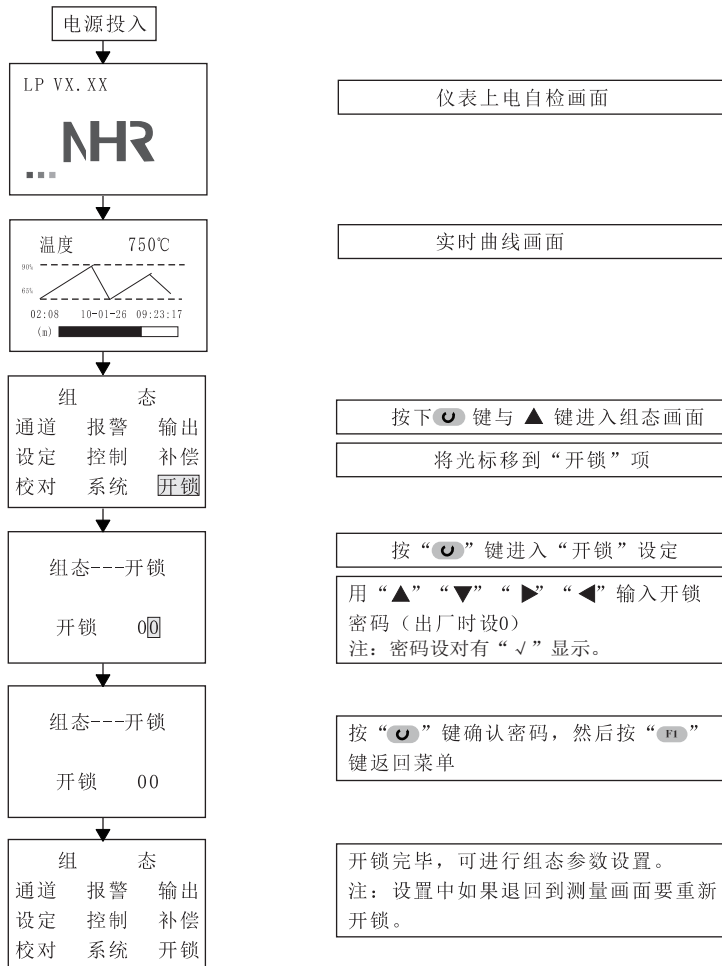 电源投入
LP VX.XX
NHR
仪表上电自检画面
温度 750℃
90%
65%
02:08 10-01-26 09:23:17
(m)
实时曲线画面
组 态
通道 报警 输出
设定 控制 补偿
校对 系统 开锁
按下 键与 ▲ 键进入组态画面
将光标移到“开锁”项
组态---开锁
开锁 00
按“ ”键进入“开锁”设定
用“▲”“▼”“▶”“◀”输入开锁
密码（出厂时设0）
注：密码设对有“√”显示。
组态---开锁
开锁 00
按“ ”键确认密码，然后按“F1”
键返回菜单
组 态
通道 报警 输出
设定 控制 补偿
校对 系统 开锁
开锁完毕，可进行组态参数设置。
注：设置中如果退回到测量画面要重新
开锁。